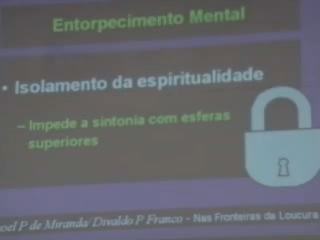 Entorpecimento Mental
• Isolamento da espiritualidade
– Impede a sintonia com esferas
superiores
oel P de Miranda/ Divaldo P Franco - Nas Fronteiras da Loucura